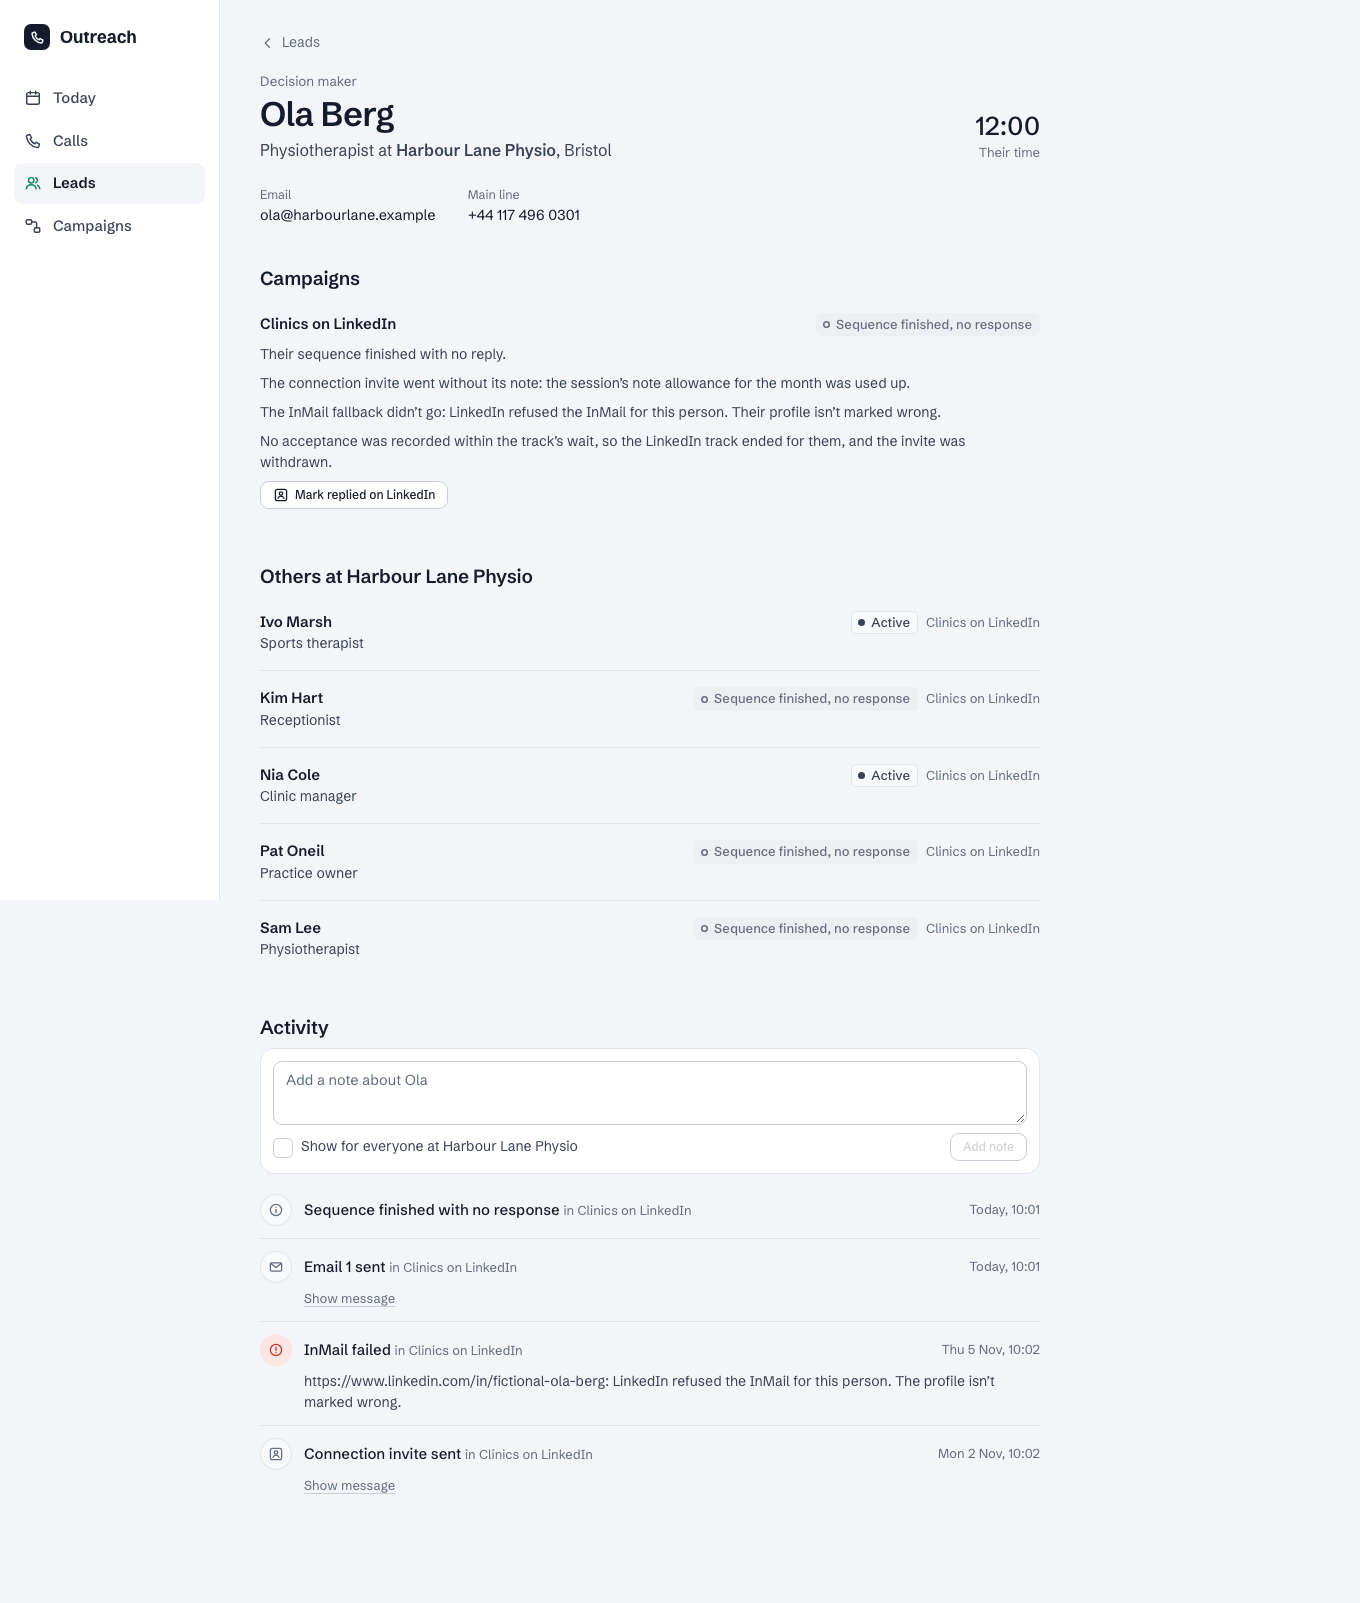 Outreach
Today
Calls
Leads
Campaigns
Leads
Decision maker
Ola Berg
Physiotherapist at Harbour Lane Physio, Bristol
12:00
Their time
Email
ola@harbourlane.example
Main line
+44 117 496 0301
Campaigns
Clinics on LinkedIn
Sequence finished, no response
Their sequence finished with no reply.
The connection invite went without its note: the session’s note allowance for the month was used up.
The InMail fallback didn’t go: LinkedIn refused the InMail for this person. Their profile isn’t marked wrong.
No acceptance was recorded within the track’s wait, so the LinkedIn track ended for them, and the invite was
withdrawn.
Mark replied on LinkedIn
Others at Harbour Lane Physio
Ivo Marsh
Active Clinics on LinkedIn
Sports therapist
Kim Hart
Sequence finished, no response Clinics on LinkedIn
Receptionist
Nia Cole
Active Clinics on LinkedIn
Clinic manager
Pat Oneil
Sequence finished, no response Clinics on LinkedIn
Practice owner
Sam Lee
Sequence finished, no response Clinics on LinkedIn
Physiotherapist
Activity
Add a note about Ola
Show for everyone at Harbour Lane Physio
Add note
Sequence finished with no response in Clinics on LinkedIn
Today, 10:01
Email 1 sent in Clinics on LinkedIn
Today, 10:01
Show message
InMail failed in Clinics on LinkedIn
Thu 5 Nov, 10:02
https://www.linkedin.com/in/fictional-ola-berg: LinkedIn refused the InMail for this person. The profile isn’t
marked wrong.
Connection invite sent in Clinics on LinkedIn
Mon 2 Nov, 10:02
Show message